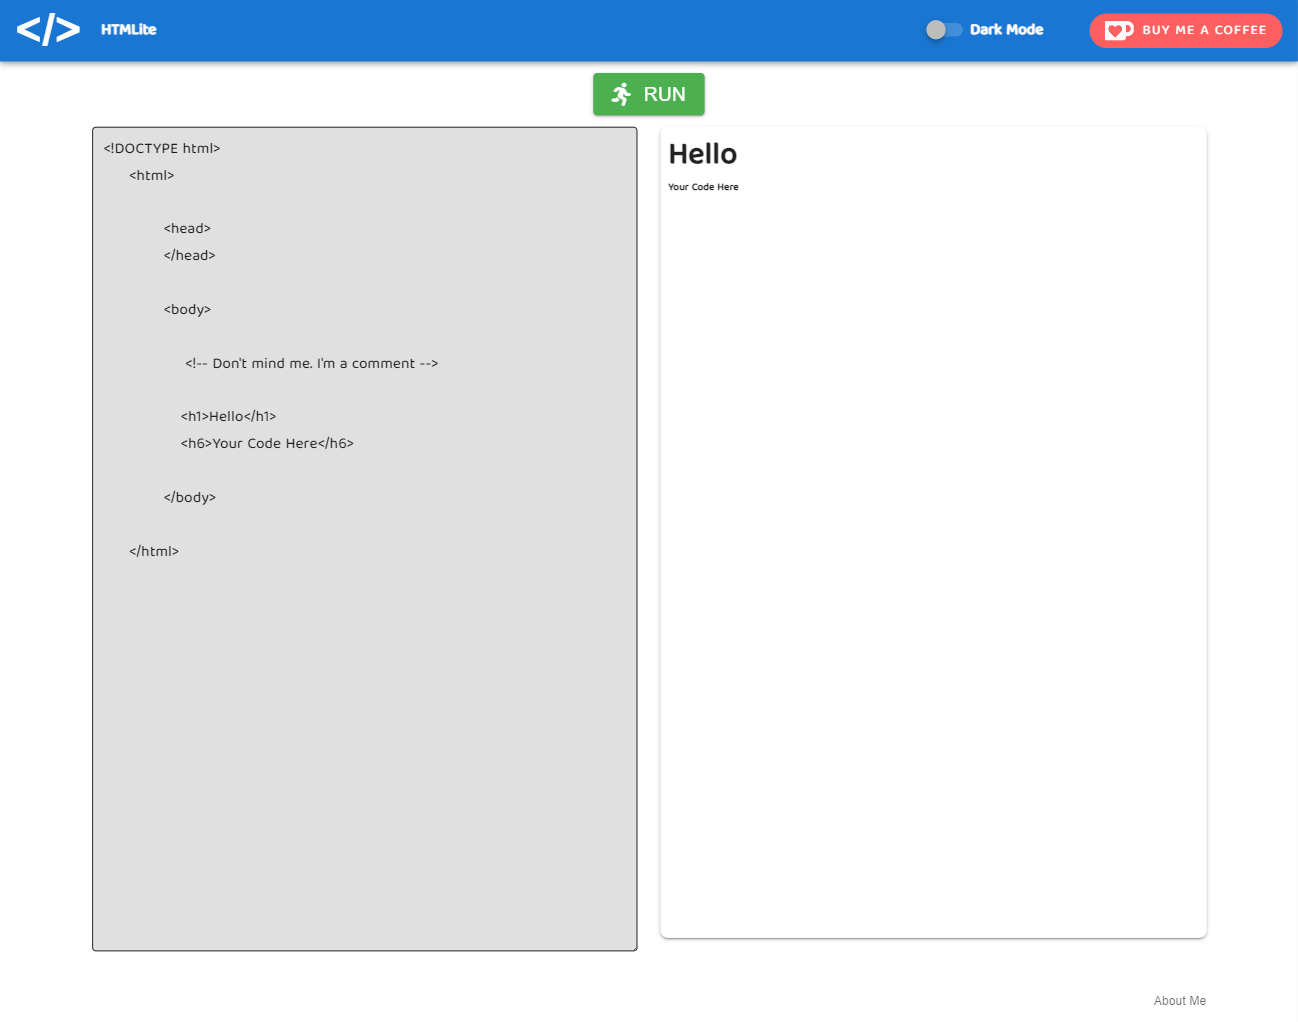 </> HTMLite Dark Mode BUY ME A COFFEE
RUN
<!DOCTYPE html>
<html>
<head>
</head>
<body>
<!-- Don't mind me. I'm a comment -->
<h1>Hello</h1>
<h6>Your Code Here</h6>
</body>
</html>
Hello
Your Code Here
About Me